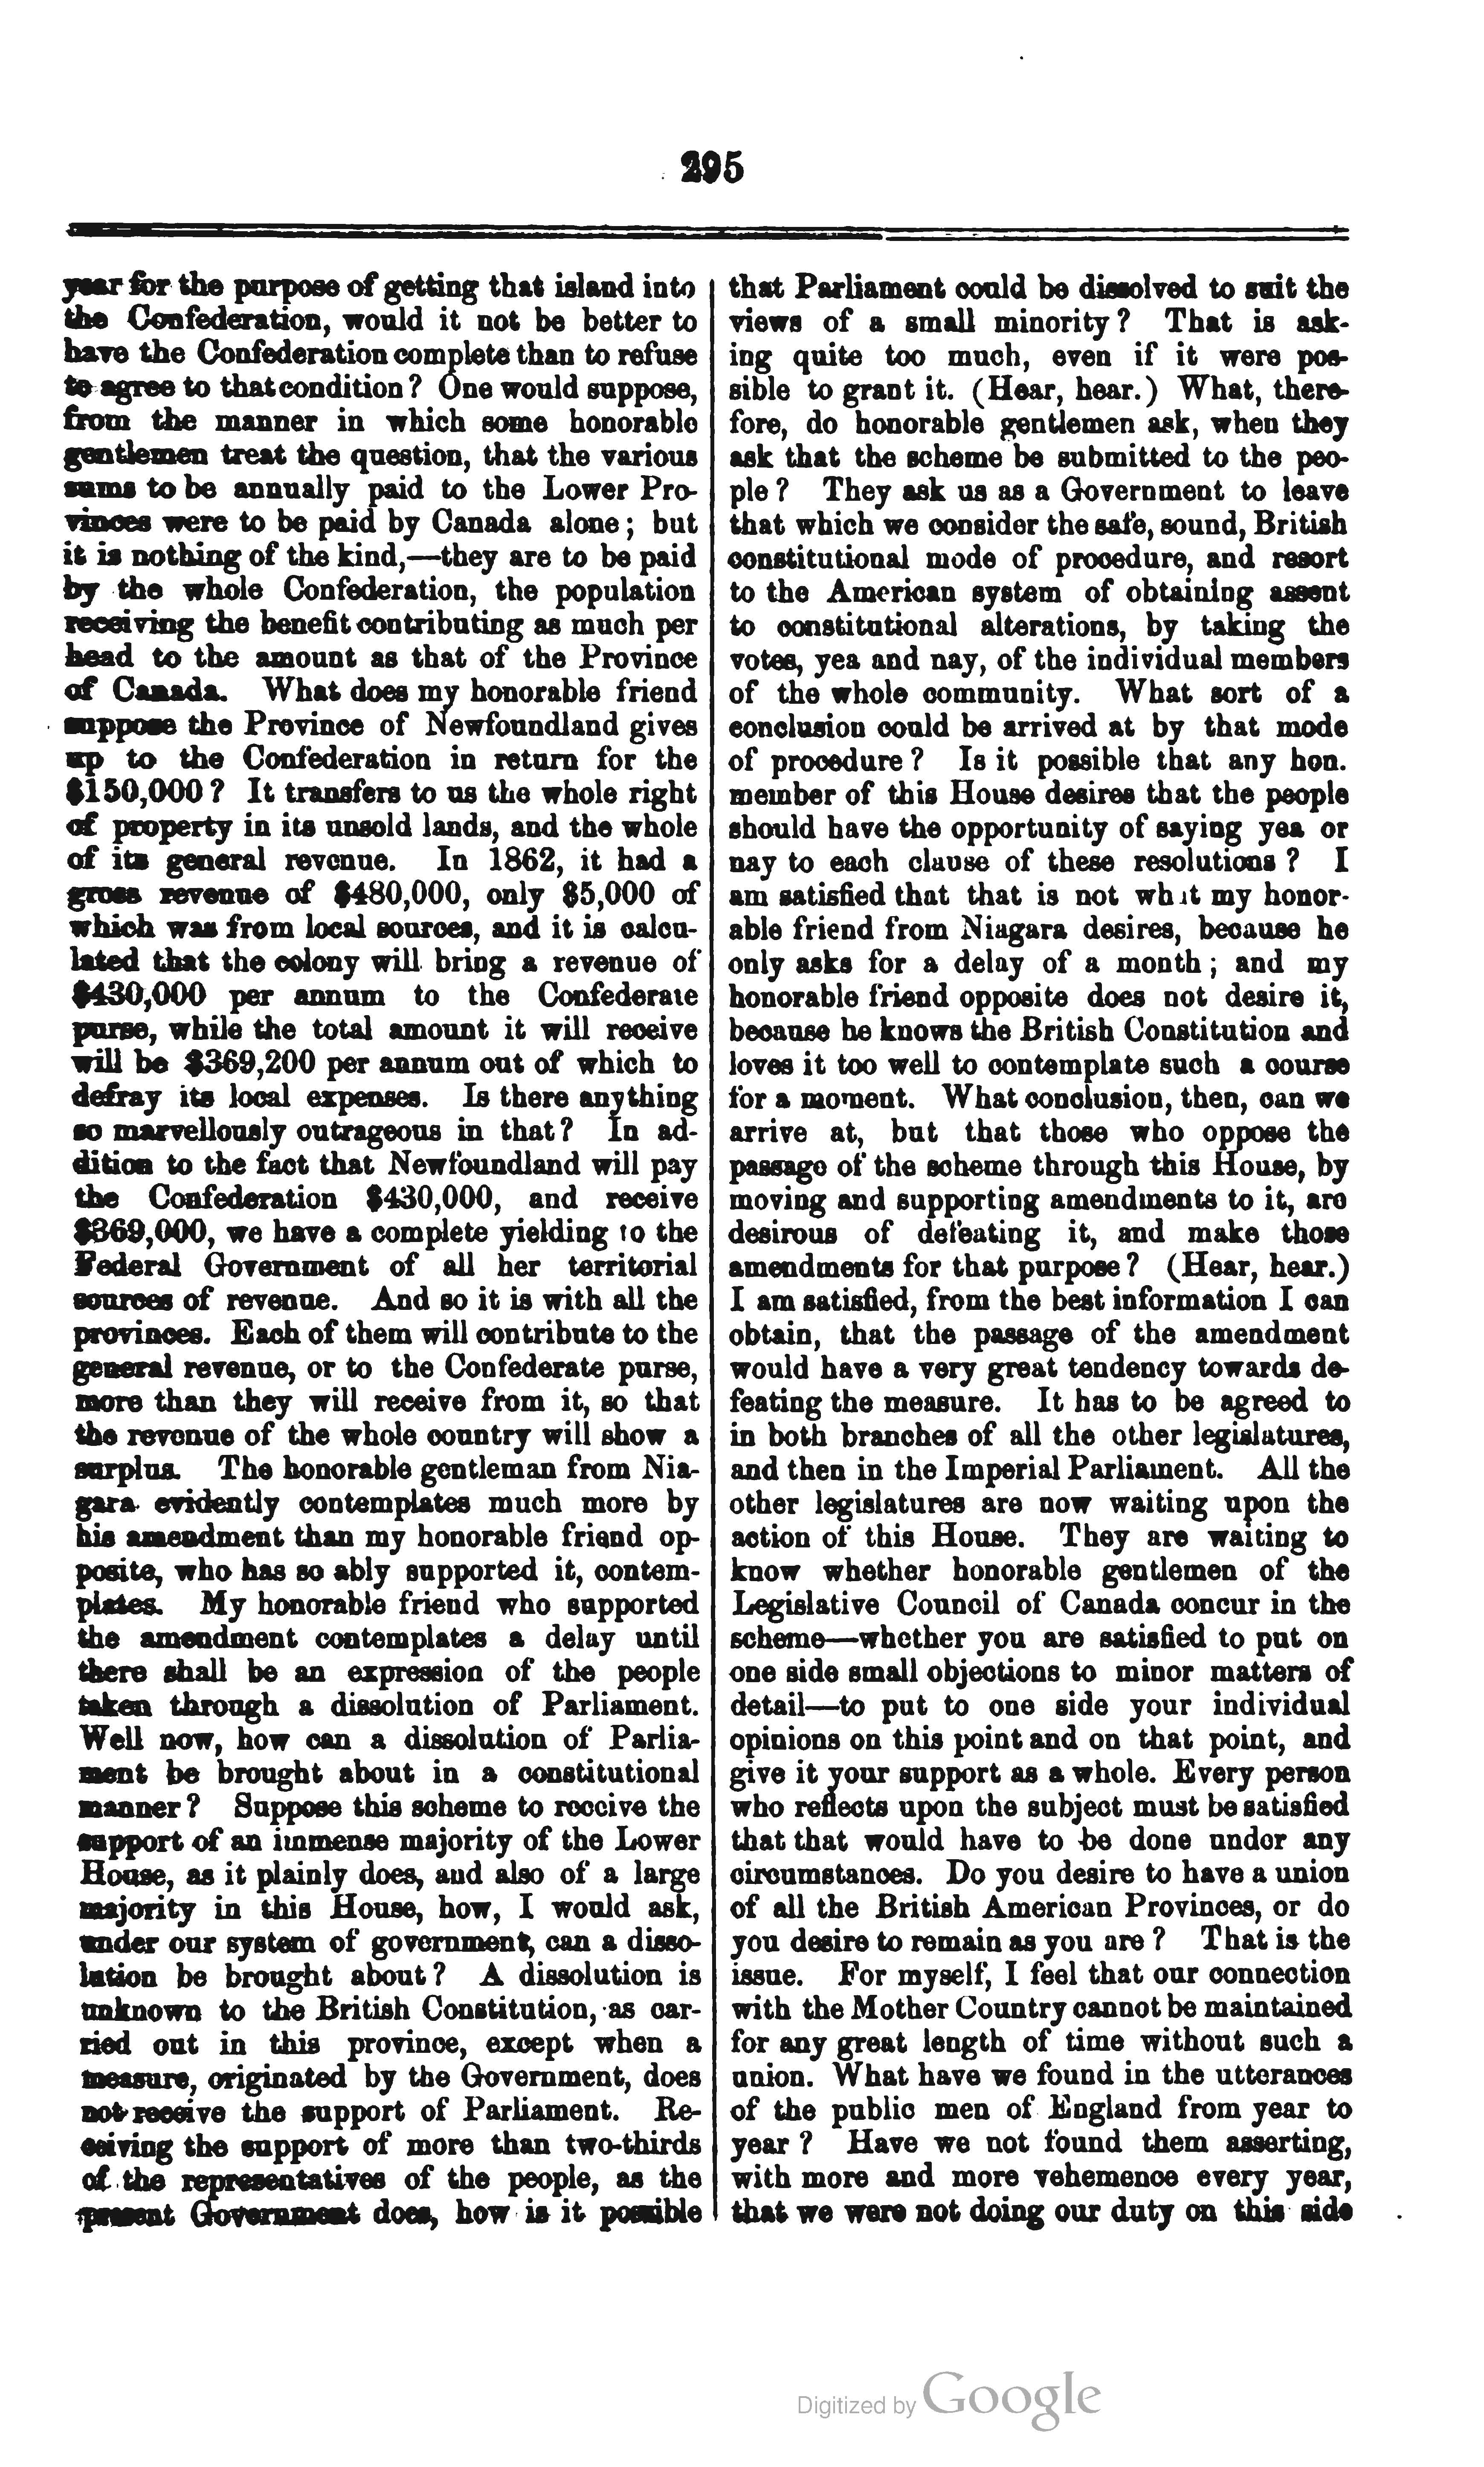 295
year for the purpose of getting that island into
the Confederation, would it not be better to
have the Confederation complete than to refuse
to agree to that condition? One would suppose,
from the manner in which some honorable
gentlemen treat the question, that the various
sums to be annually paid to the Lower Pro-
vinces were to be paid by Canada alone; but
it is nothing of the kind,—they are to be paid
by the whole Confederation, the population
receiving the benefit contributing as much per
head to the amount as that of the Province
of Canada. What does my honorable friend
suppose the Province of Newfoundland gives
up to the Confederation in return for the
$150,000? It transfers to us the whole right
of property in its unsold lands, and the whole
of its general revenue. In 1862, it had a
gross revenue of $480,000, only $5,000 of
which was from local sources, and it is calcu-
lated that the colony will bring a revenue of
$430,000 per annum to the Confederate
purse, while the total amount it will receive
will be $369,200 per annum out of which to
defray its local expenses. Is there anything
so marvellously outrageous in that? In ad-
dition to the fact that Newfoundland will pay
the Confederation $430,000, and receive
$369,000, we have a complete yielding to the
Federal Government of all her territorial
sources of revenue. And so it is with all the
provinces. Each of them will contribute to the
general revenue, or to the Confederate purse,
more than they will receive from it, so that
the revenue of the whole country will show a
surplus. The honorable gentleman from Nia-
gara evidently contemplates much more by
his amendment than my honorable friend op-
posite, who has so ably supported it, contem-
plates. My honorable friend who supported
the amendment contemplates a delay until
there shall be an expression of the people
taken through a dissolution of Parliament.
Well now, how can a dissolution of Parlia-
ment be brought about in a constitutional
manner? Suppose this scheme to receive the
support of an immense majority of the Lower
House, as it plainly does, and also of a large
majority in this House, how, I would ask,
under our system of government, can a disso-
lution be brought about? A dissolution is
unknown to the British Constitution, as car-
ried out in this province, except when a
measure, originated by the Government, does
not receive the support of Parliament. Re-
ceiving the support of more than two-thirds
of the representatives of the people, as the
present Government does, how is it possible
that Parliament could be dissolved to suit the
views of a small minority? That is ask-
ing quite too much, even if it were pos-
sible to grant it. (Hear, hear.) What, there-
fore, do honorable gentlemen ask, when they
ask that the scheme be submitted to the peo-
ple? They ask us as a Government to leave
that which we consider the safe, sound, British
constitutional mode of procedure, and resort
to the American system of obtaining assent
to constitutional alterations, by taking the
votes, yea and nay, of the individual members
of the whole community. What sort of a
conclusion could be arrived at by that mode
of procedure? Is it possible that any hon.
member of this House desires that the people
should have the opportunity of saying yea or
nay to each clause of these resolutions? I
am satisfied that that is not what my honor-
able friend from Niagara desires, because he
only asks for a delay of a month; and my
honorable friend opposite does not desire it,
because he knows the British Constitution and
loves it too well to contemplate such a course
for a moment. What conclusion, then, can we
arrive at, but that those who oppose the
passage of the scheme through this House, by
moving and supporting amendments to it, are
desirous of defeating it, and make those
amendments for that purpose? (Hear, hear.)
I am satisfied, from the best information I can
obtain, that the passage of the amendment
would have a very great tendency towards de-
feating the measure. It has to be agreed to
in both branches of all the other legislatures,
and then in the Imperial Parliament. All the
other legislatures are now waiting upon the
action of this House. They are waiting to
know whether honorable gentlemen of the
Legislative Council of Canada concur in the
scheme—whether you are satisfied to put on
one side small objections to minor matters of
detail—to put to one side your individual
opinions on this point and on that point, and
give it your support as a whole. Every person
who reflects upon the subject must be satisfied
that that would have to be done under any
circumstances. Do you desire to have a union
of all the British American Provinces, or do
you desire to remain as you are? That is the
issue. For myself, I feel that our connection
with the Mother Country cannot be maintained
for any great length of time without such a
union. What have we found in the utterances
of the public men of England from year to
year? Have we not found them asserting,
with more and more vehemence every year,
that we were not doing our duty on this side
Digitized by Google